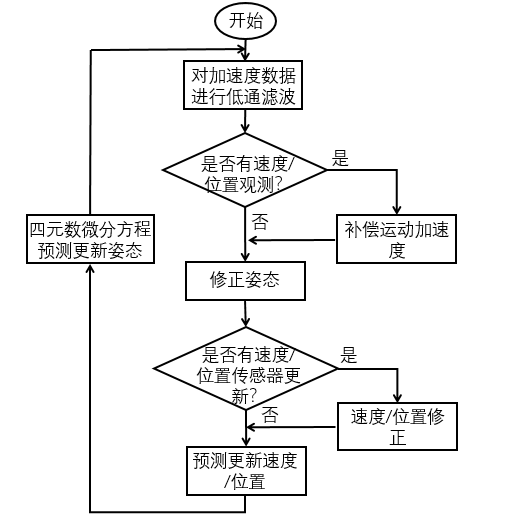 开始
对加速度数据
进行低通滤波
是否有速度/
位置观测?
是
否
四元数微分方程
预测更新姿态
补偿运动加速
度
修正姿态
是否有速度/
位置传感器更
新?
是
否
速度/位置修
正
预测更新速度
/位置